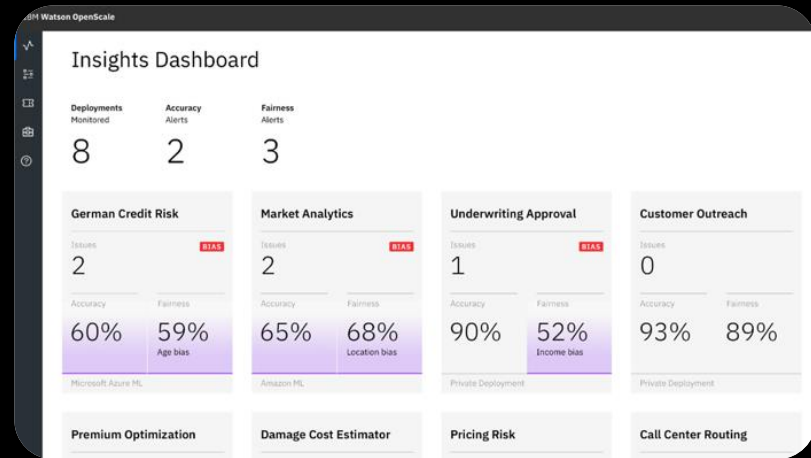 IBM Watson OpenScale
Insights Dashboard
Deployments
Monitored
8
Accuracy
Alerts
2
Fairness
Alerts
3
German Credit Risk
Issues
BIAS
2
Accuracy
60%
Fairness
59%
Age bias
Microsoft Azure ML
Market Analytics
Issues
BIAS
2
Accuracy
65%
Fairness
68%
Location bias
Amazon ML
Underwriting Approval
Issues
BIAS
1
Accuracy
90%
Fairness
52%
Income bias
Private Deployment
Customer Outreach
Issues
0
Accuracy
93%
Fairness
89%
Private Deployment
Premium Optimization
Damage Cost Estimator
Pricing Risk
Call Center Routing